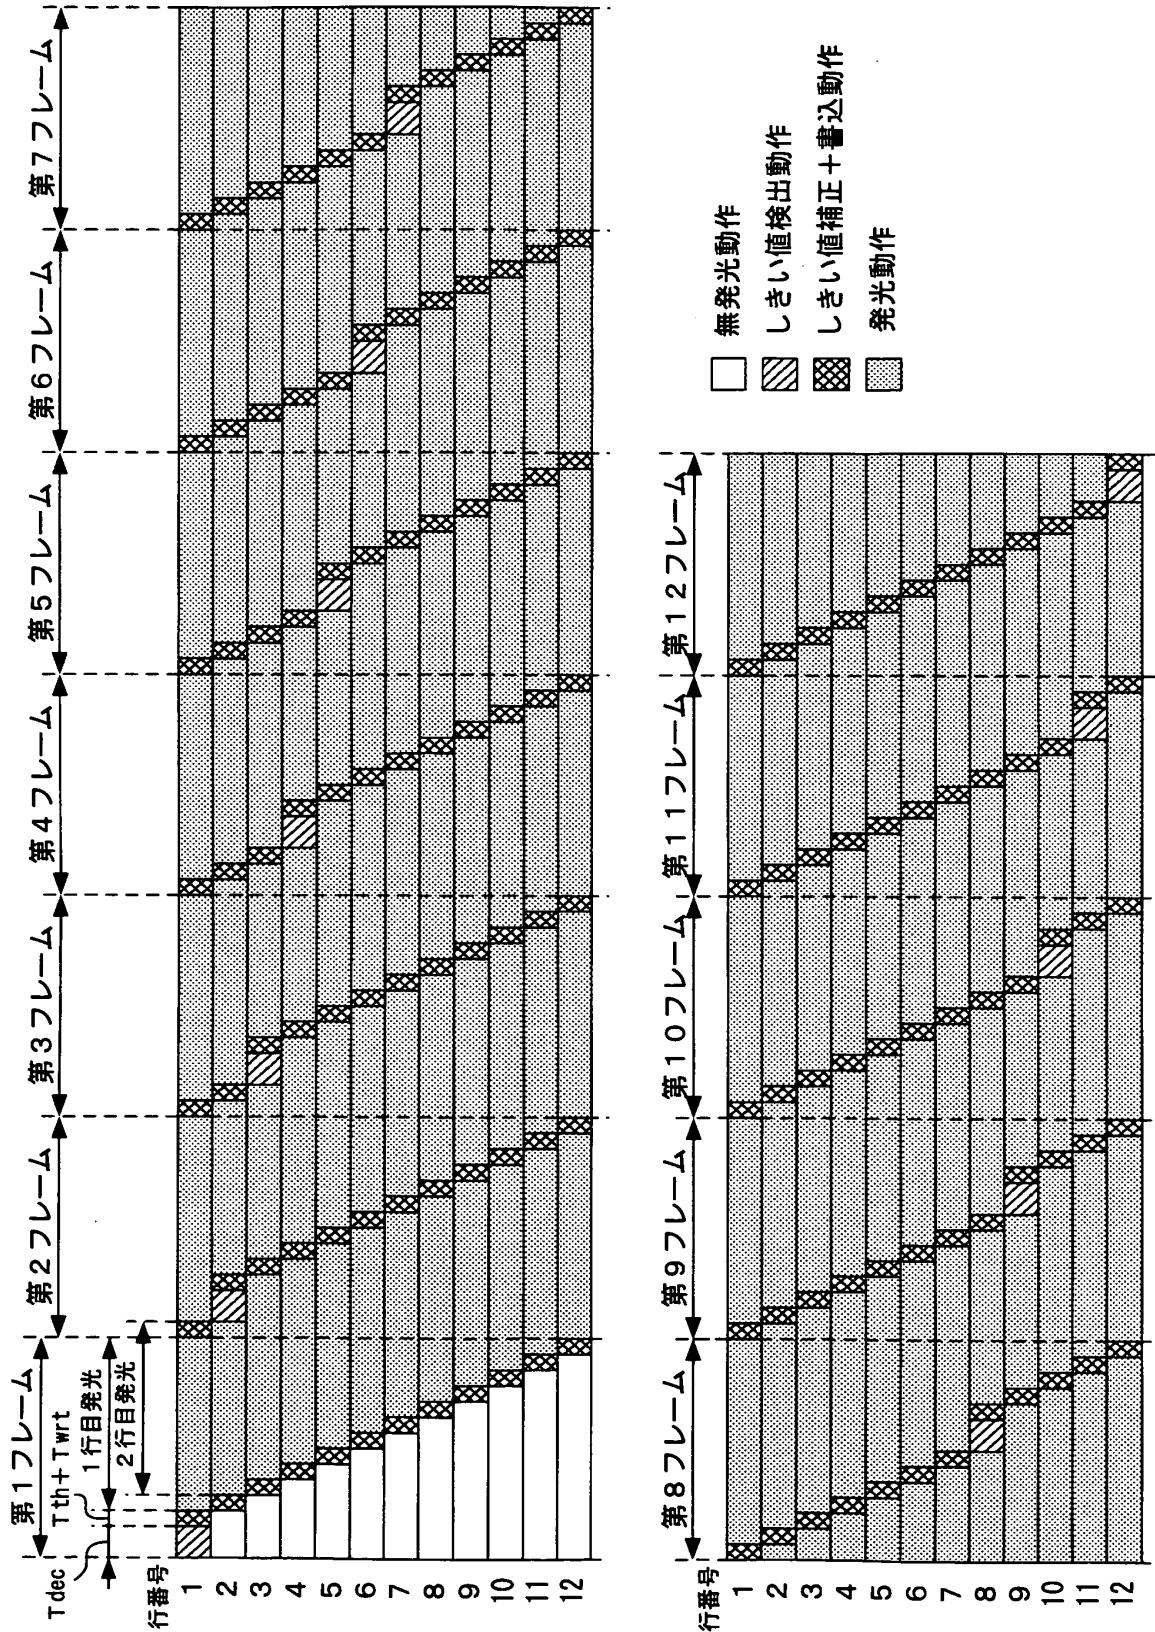 第1フレーム
第2フレーム
第3フレーム
第4フレーム
第5フレーム
第6フレーム
第7フレーム
Tdec
Tth+Twrt
1行目発光
2行目発光
行番号
1
2
3
4
5
6
7
8
9
10
11
12
第8フレーム
第9フレーム
第10フレーム
第11フレーム
第12フレーム
行番号
1
2
3
4
5
6
7
8
9
10
11
12
無発光動作
しきい値検出動作
しきい値補正+書込動作
発光動作